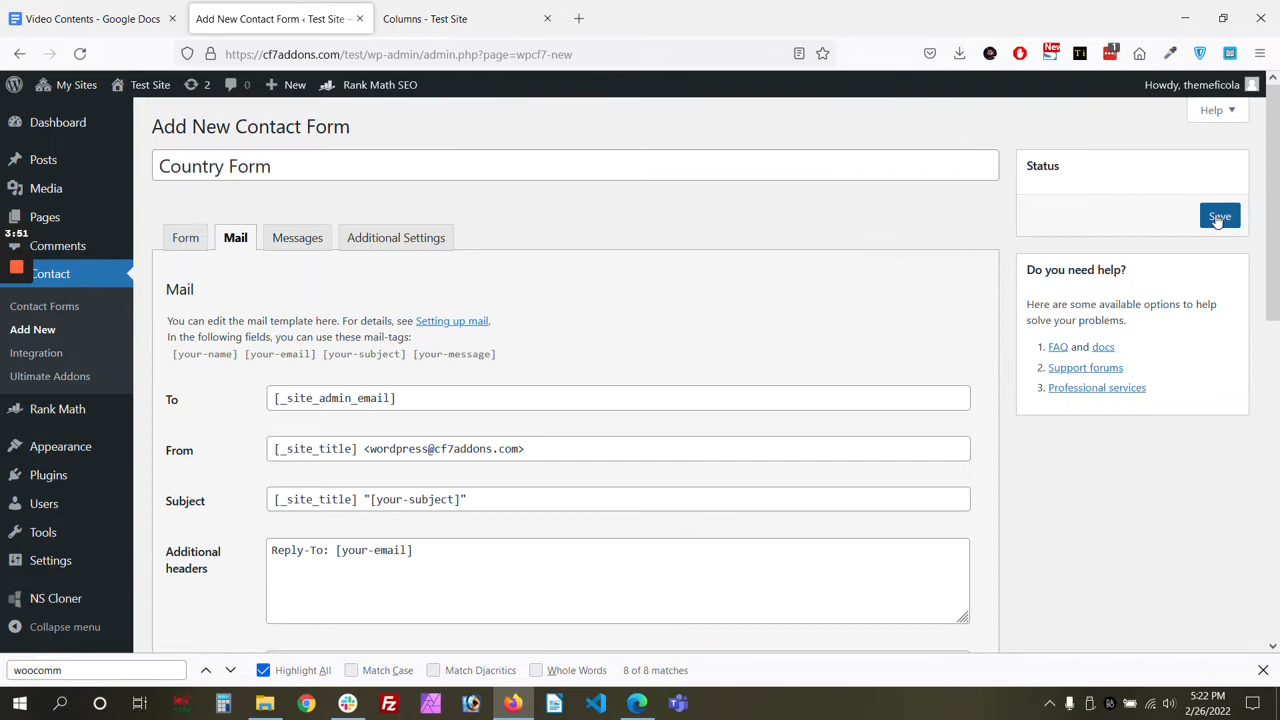 Video Contents - Google Docs
Add New Contact Form ‹ Test Site —
Columns - Test Site
https://cf7addons.com/test/wp-admin/admin.php?page=wpcf7-new
New
1
My Sites
Test Site
2
0
New
Rank Math SEO
Howdy, themeficola
Dashboard
Posts
Media
Pages
3:51
Comments
Contact
Contact Forms
Add New
Integration
Ultimate Addons
Rank Math
Appearance
Plugins
Users
Tools
Settings
NS Cloner
Collapse menu
Help
Add New Contact Form
Country Form
Form
Mail
Messages
Additional Settings
Mail
You can edit the mail template here. For details, see Setting up mail.
In the following fields, you can use these mail-tags:
[your-name] [your-email] [your-subject] [your-message]
To
[_site_admin_email]
From
[_site_title] <wordpress@cf7addons.com>
Subject
[_site_title] "[your-subject]"
Additional
headers
Reply-To: [your-email]
Status
Save
Do you need help?
Here are some available options to help
solve your problems.
1. FAQ and docs
2. Support forums
3. Professional services
woocomm
Highlight All
Match Case
Match Diacritics
Whole Words
8 of 8 matches
5:22 PM
2/26/2022